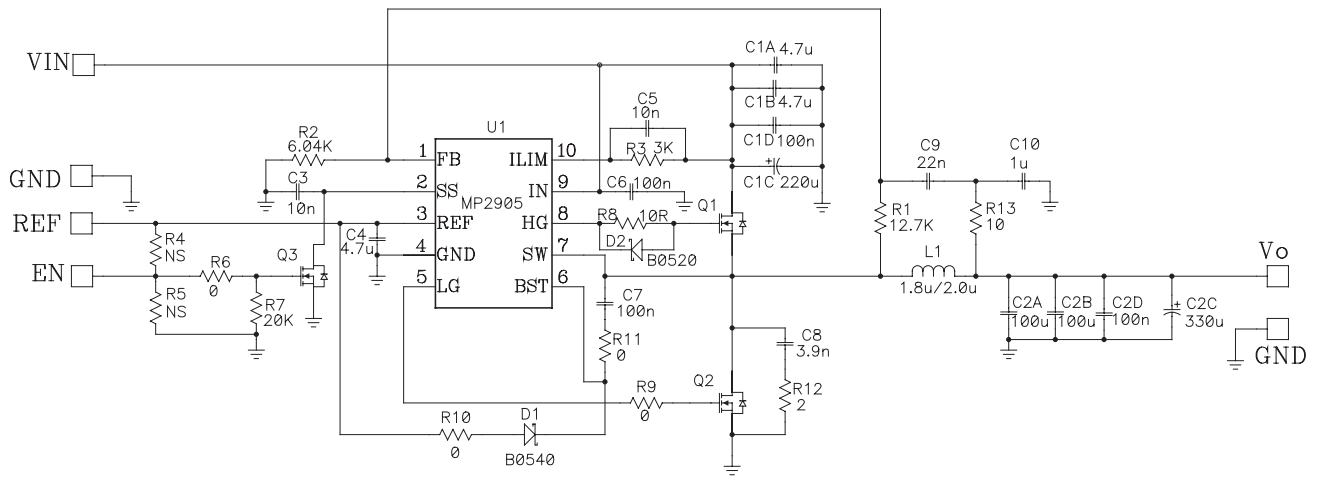 VIN
GND
REF
EN
R2
6.04K
C3
10n
R4
NS
R5
NS
R6
0
R7
20K
Q3
C4
4.7u
U1
MP2905
1 FB
2 SS
3 REF
4 GND
5 LG
ILIM 10
IN 9
HG 8
SW 7
BST 6
C5
10n
R3 3K
C6 100n
R8 10R
D2
B0520
Q1
C1A 4.7u
C1B 4.7u
C1D 100n
C1C + 220u
C7
100n
R11
0
R9
0
R10
0
D1
B0540
Q2
C8
3.9n
R12
2
C9
22n
C10
1u
R1
12.7K
R13
10
L1
1.8u/2.0u
C2A
100u
C2B
100u
C2D
100n
+ C2C
330u
Vo
GND